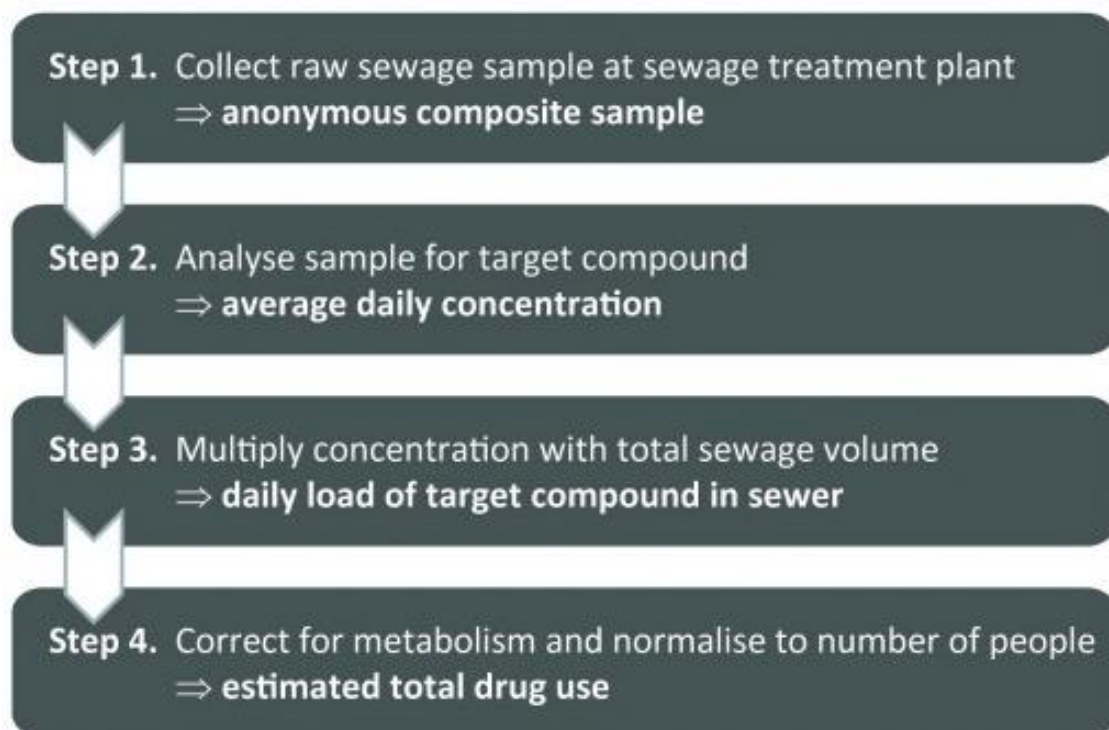 Step 1. Collect raw sewage sample at sewage treatment plant
⇒ anonymous composite sample
Step 2. Analyse sample for target compound
⇒ average daily concentration
Step 3. Multiply concentration with total sewage volume
⇒ daily load of target compound in sewer
Step 4. Correct for metabolism and normalise to number of people
⇒ estimated total drug use